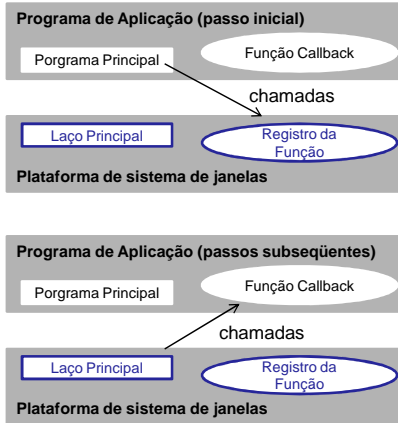 Programa de Aplicação (passo inicial)
Porgrama Principal
Função Callback
chamadas
Laço Principal
Registro da
Função
Plataforma de sistema de janelas
Programa de Aplicação (passos subseqüentes)
Porgrama Principal
Função Callback
chamadas
Laço Principal
Registro da
Função
Plataforma de sistema de janelas